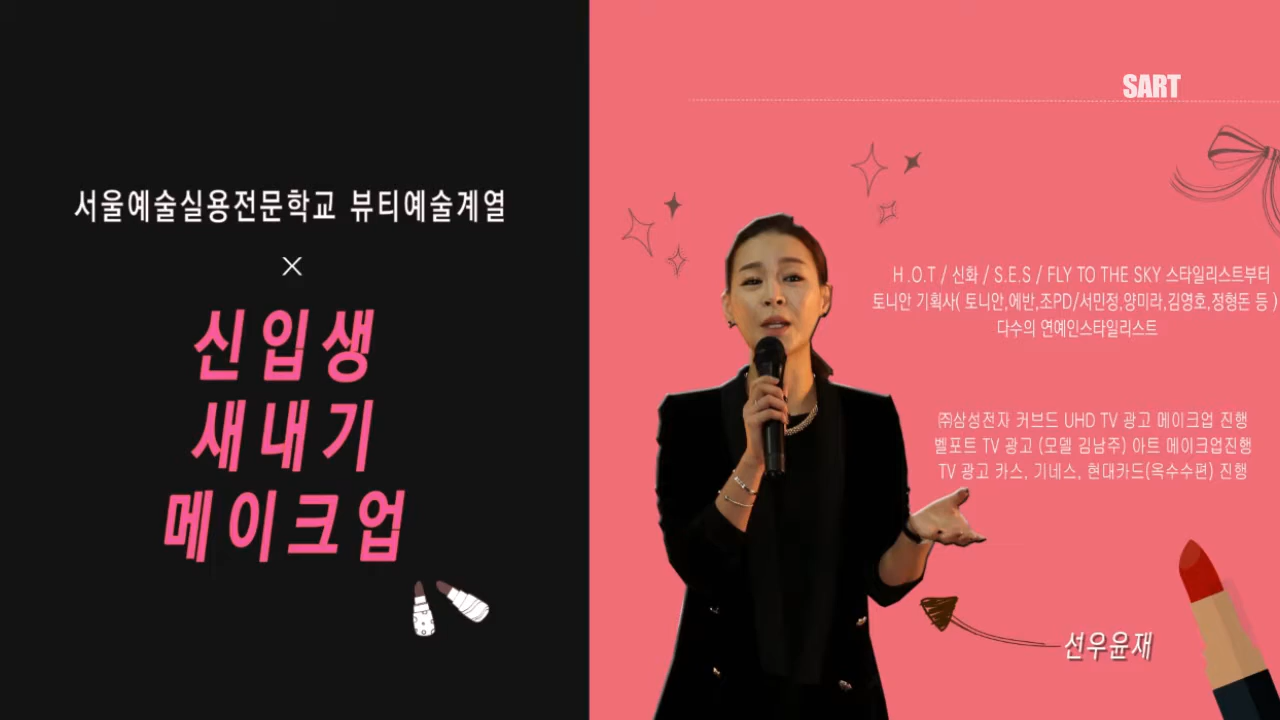 서울예술실용전문학교 뷰티예술계열
×
신입생
새내기
메이크업
SART
H.O.T / 신화 / S.E.S / FLY TO THE SKY 스타일리스트부터
토니안 기획사( 토니안,에반,조PD/서민정,양미라,김영호,정형돈 등 )
다수의 연예인스타일리스트
㈜삼성전자 커브드 UHD TV 광고 메이크업 진행
벨포트 TV 광고 (모델 김남주) 아트 메이크업진행
TV 광고 카스, 기네스, 현대카드(옥수수편) 진행
선우윤재